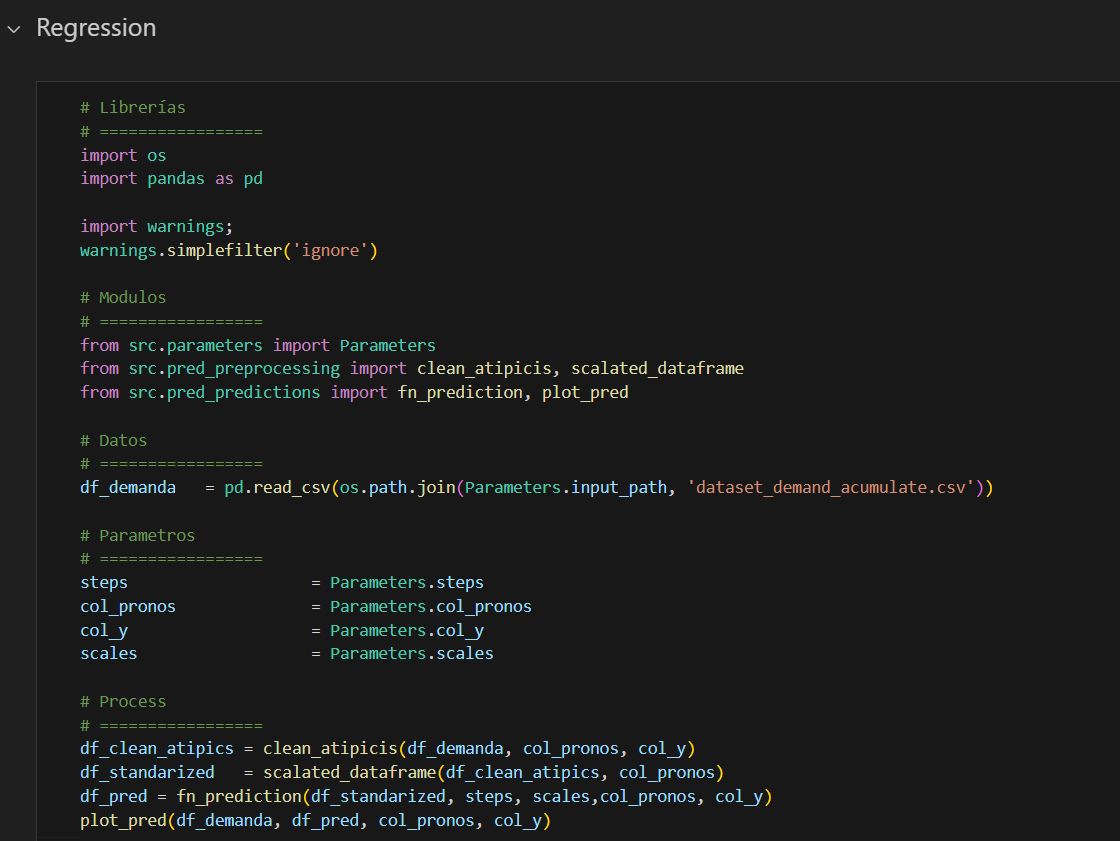 Regression
# Librerías
# =================
import os
import pandas as pd
import warnings;
warnings.simplefilter('ignore')
# Modulos
# =================
from src.parameters import Parameters
from src.pred_preprocessing import clean_atipicis, scalated_dataframe
from src.pred_predictions import fn_prediction, plot_pred
# Datos
# =================
df_demanda   = pd.read_csv(os.path.join(Parameters.input_path, 'dataset_demand_acumulate.csv'))
# Parametros
# =================
steps                   = Parameters.steps
col_pronos              = Parameters.col_pronos
col_y                   = Parameters.col_y
scales                  = Parameters.scales
# Process
# =================
df_clean_atipics = clean_atipicis(df_demanda, col_pronos, col_y)
df_standarized   = scalated_dataframe(df_clean_atipics, col_pronos)
df_pred = fn_prediction(df_standarized, steps, scales,col_pronos, col_y)
plot_pred(df_demanda, df_pred, col_pronos, col_y)